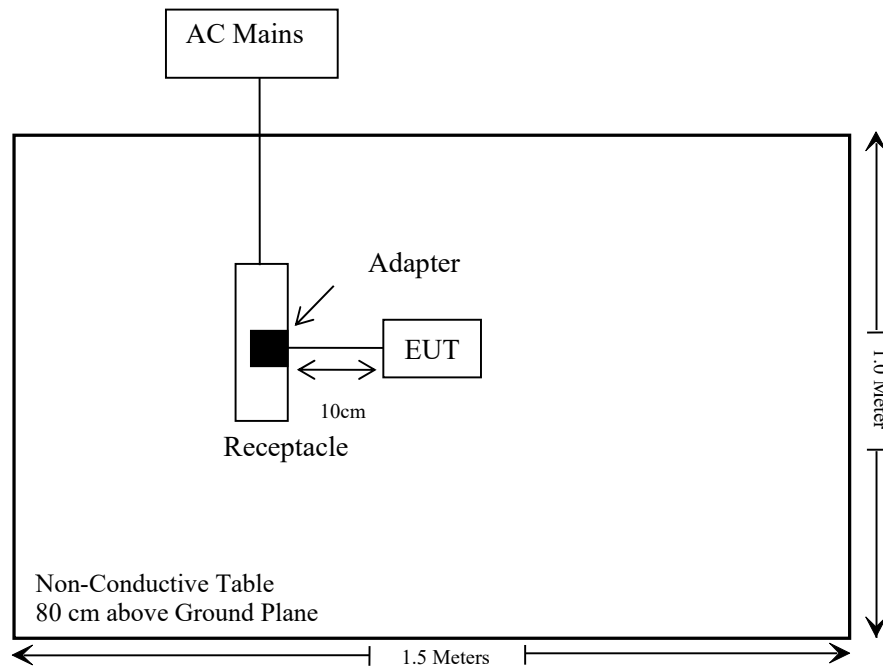 AC Mains
Adapter
EUT
10cm
Receptacle
1.0 Meter
Non-Conductive Table
80 cm above Ground Plane
1.5 Meters